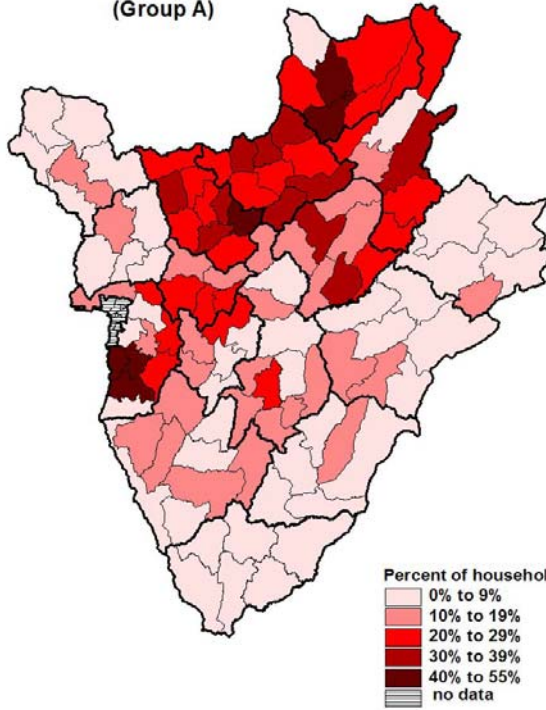 (Group A)
Percent of househol
0% to 9%
10% to 19%
20% to 29%
30% to 39%
40% to 55%
no data